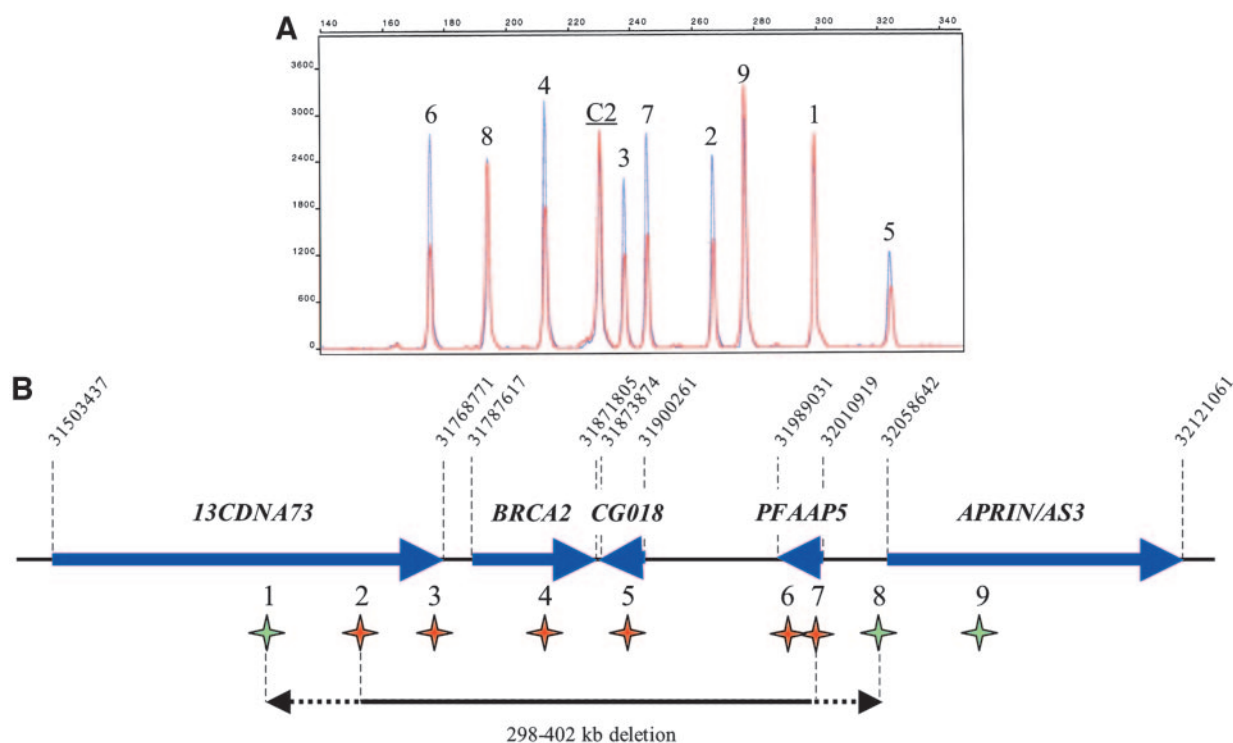 A
140 160 180 200 220 240 260 280 300 320 340
3600
3000
2400
1800
1200
600
0
6 8 4 C2 3 7 2 9 1 5
B
31503437 31768771 31787617 31871805 31873874 31900261 31989031 32010919 32058642 32121061
13CDNA73 BRCA2 CG018 PFAAP5 APRIN/AS3
1 2 3 4 5 6 7 8 9
298-402 kb deletion